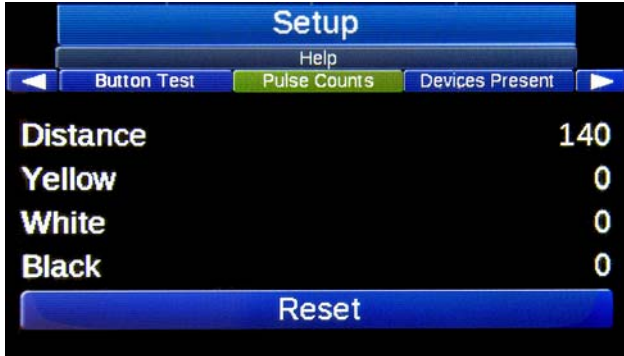 Setup
Help
Button Test Pulse Counts Devices Present
Distance 140
Yellow 0
White 0
Black 0
Reset